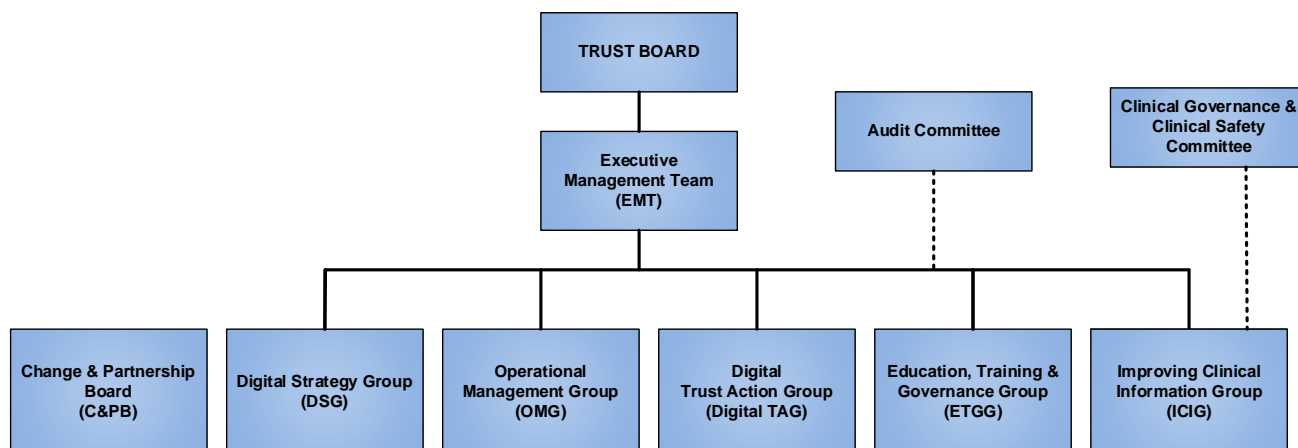 TRUST BOARD
Executive
Management Team
(EMT)
Audit Committee
Clinical Governance &
Clinical Safety
Committee
Change & Partnership
Board
(C&PB)
Digital Strategy Group
(DSG)
Operational
Management Group
(OMG)
Digital
Trust Action Group
(Digital TAG)
Education, Training &
Governance Group
(ETGG)
Improving Clinical
Information Group
(ICIG)